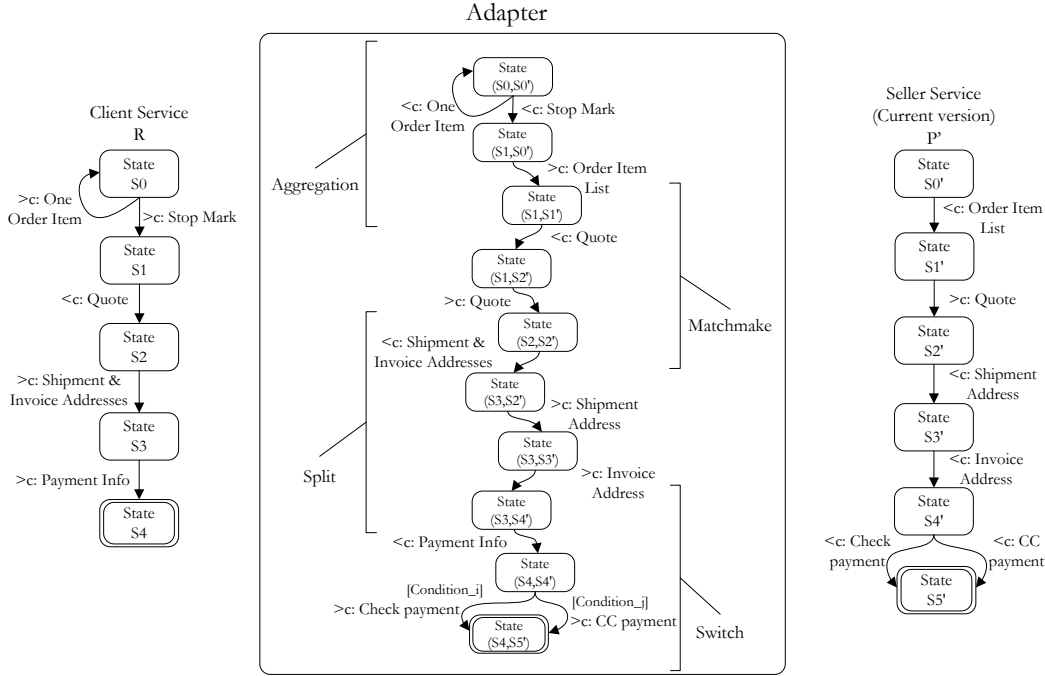 Adapter
Client Service
R
State
S0
>c: One
Order Item
>c: Stop Mark
State
S1
<c: Quote
State
S2
>c: Shipment &
Invoice Addresses
State
S3
>c: Payment Info
State
S4
State
(S0,S0')
<c: One
Order Item
<c: Stop Mark
State
(S1,S0')
Aggregation
>c: Order Item
List
State
(S1,S1')
<c: Quote
State
(S1,S2')
>c: Quote
Matchmake
State
(S2,S2')
<c: Shipment &
Invoice Addresses
State
(S3,S2')
>c: Shipment
Address
State
(S3,S3')
Split
>c: Invoice
Address
State
(S3,S4')
<c: Payment Info
State
(S4,S4')
[Condition_i]
>c: Check payment
[Condition_j]
>c: CC payment
Switch
State
(S4,S5')
Seller Service
(Current version)
P'
State
S0'
<c: Order Item
List
State
S1'
>c: Quote
State
S2'
<c: Shipment
Address
State
S3'
<c: Invoice
Address
State
S4'
<c: Check
payment
<c: CC
payment
State
S5'